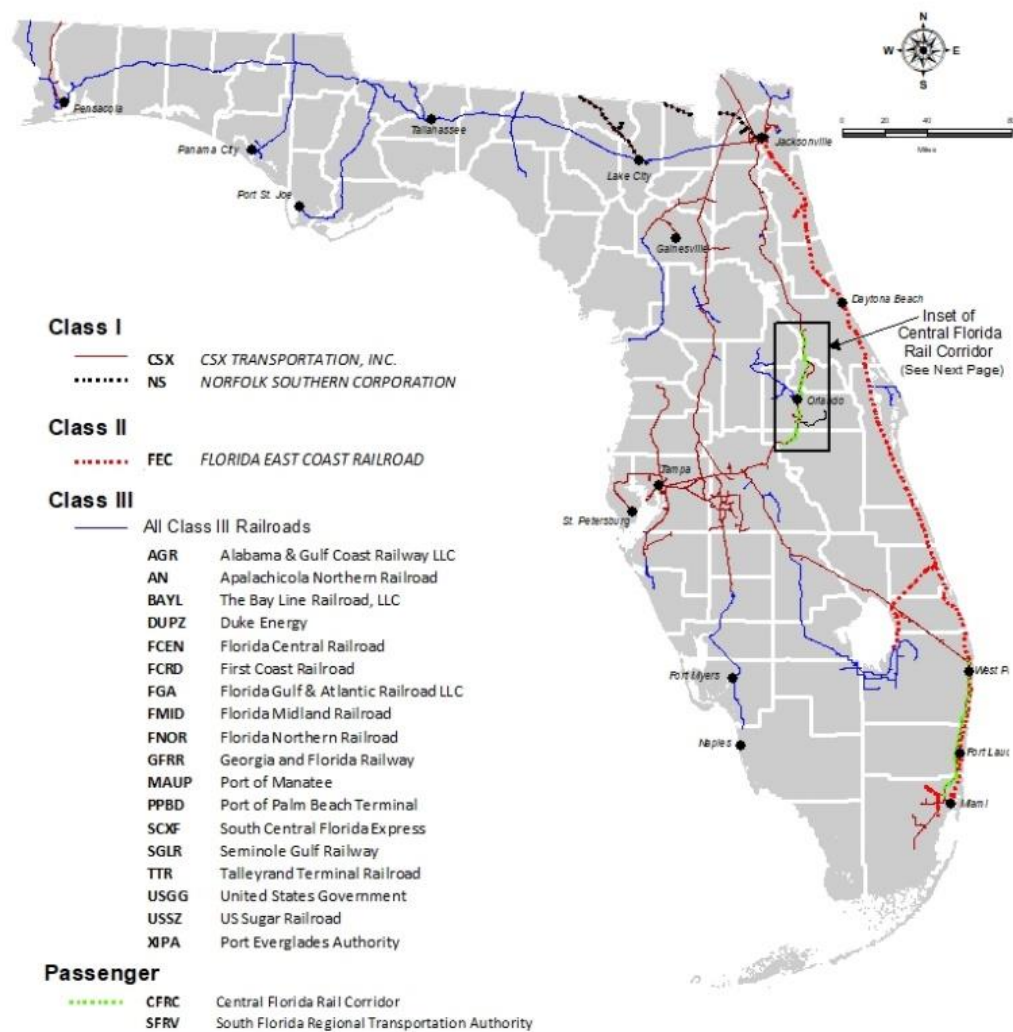 N
W E
S
0 20 40
Miles
Pensacola
Tallahassee
Panama City
Port St. Joe
Lake City
Jacksonville
Gainesville
Daytona Beach
Inset of
Central Florida
Rail Corridor
(See Next Page)
Orlando
Tampa
St. Petersburg
Fort Myers
Naples
West P
Fort Laud
Miami
Class I
CSX CSX TRANSPORTATION, INC.
NS NORFOLK SOUTHERN CORPORATION
Class II
FEC FLORIDA EAST COAST RAILROAD
Class III
All Class III Railroads
AGR Alabama & Gulf Coast Railway LLC
AN Apalachicola Northern Railroad
BAYL The Bay Line Railroad, LLC
DUPZ Duke Energy
FCEN Florida Central Railroad
FCRD First Coast Railroad
FGA Florida Gulf & Atlantic Railroad LLC
FMID Florida Midland Railroad
FNOR Florida Northern Railroad
GFRR Georgia and Florida Railway
MAUP Port of Manatee
PPBD Port of Palm Beach Terminal
SCXF South Central Florida Express
SGLR Seminole Gulf Railway
TTR Talleyrand Terminal Railroad
USGG United States Government
USSZ US Sugar Railroad
XIPA Port Everglades Authority
Passenger
CFRC Central Florida Rail Corridor
SFRV South Florida Regional Transportation Authority